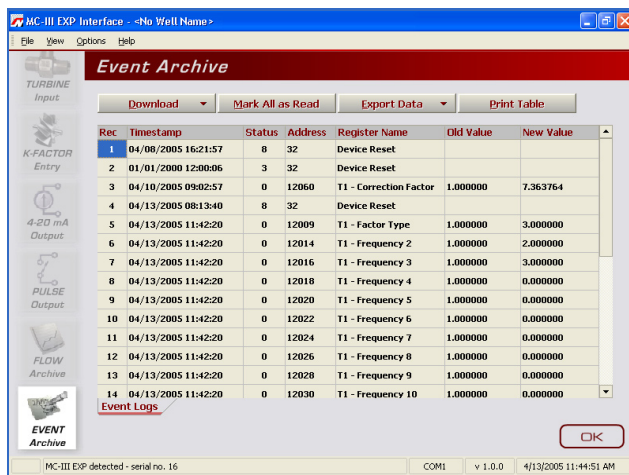 MC-III EXP Interface - <No Well Name>
File View Options Help
TURBINE
Input
K-FACTOR
Entry
4-20 mA
Output
PULSE
Output
FLOW
Archive
EVENT
Archive
Event Archive
Download Mark All as Read Export Data Print Table
Rec Timestamp Status Address Register Name Old Value New Value
1 04/08/2005 16:21:57 8 32 Device Reset
2 01/01/2000 12:00:06 3 32 Device Reset
3 04/10/2005 09:02:57 0 12060 T1 - Correction Factor 1.000000 7.363764
4 04/13/2005 08:13:40 8 32 Device Reset
5 04/13/2005 11:42:20 0 12009 T1 - Factor Type 1.000000 3.000000
6 04/13/2005 11:42:20 0 12014 T1 - Frequency 2 1.000000 2.000000
7 04/13/2005 11:42:20 0 12016 T1 - Frequency 3 1.000000 3.000000
8 04/13/2005 11:42:20 0 12018 T1 - Frequency 4 1.000000 0.000000
9 04/13/2005 11:42:20 0 12020 T1 - Frequency 5 1.000000 0.000000
10 04/13/2005 11:42:20 0 12022 T1 - Frequency 6 1.000000 0.000000
11 04/13/2005 11:42:20 0 12024 T1 - Frequency 7 1.000000 0.000000
12 04/13/2005 11:42:20 0 12026 T1 - Frequency 8 1.000000 0.000000
13 04/13/2005 11:42:20 0 12028 T1 - Frequency 9 1.000000 0.000000
14 04/13/2005 11:42:20 0 12030 T1 - Frequency 10 1.000000 0.000000
Event Logs
OK
MC-III EXP detected - serial no. 16 COM1 v 1.0.0 4/13/2005 11:44:51 AM